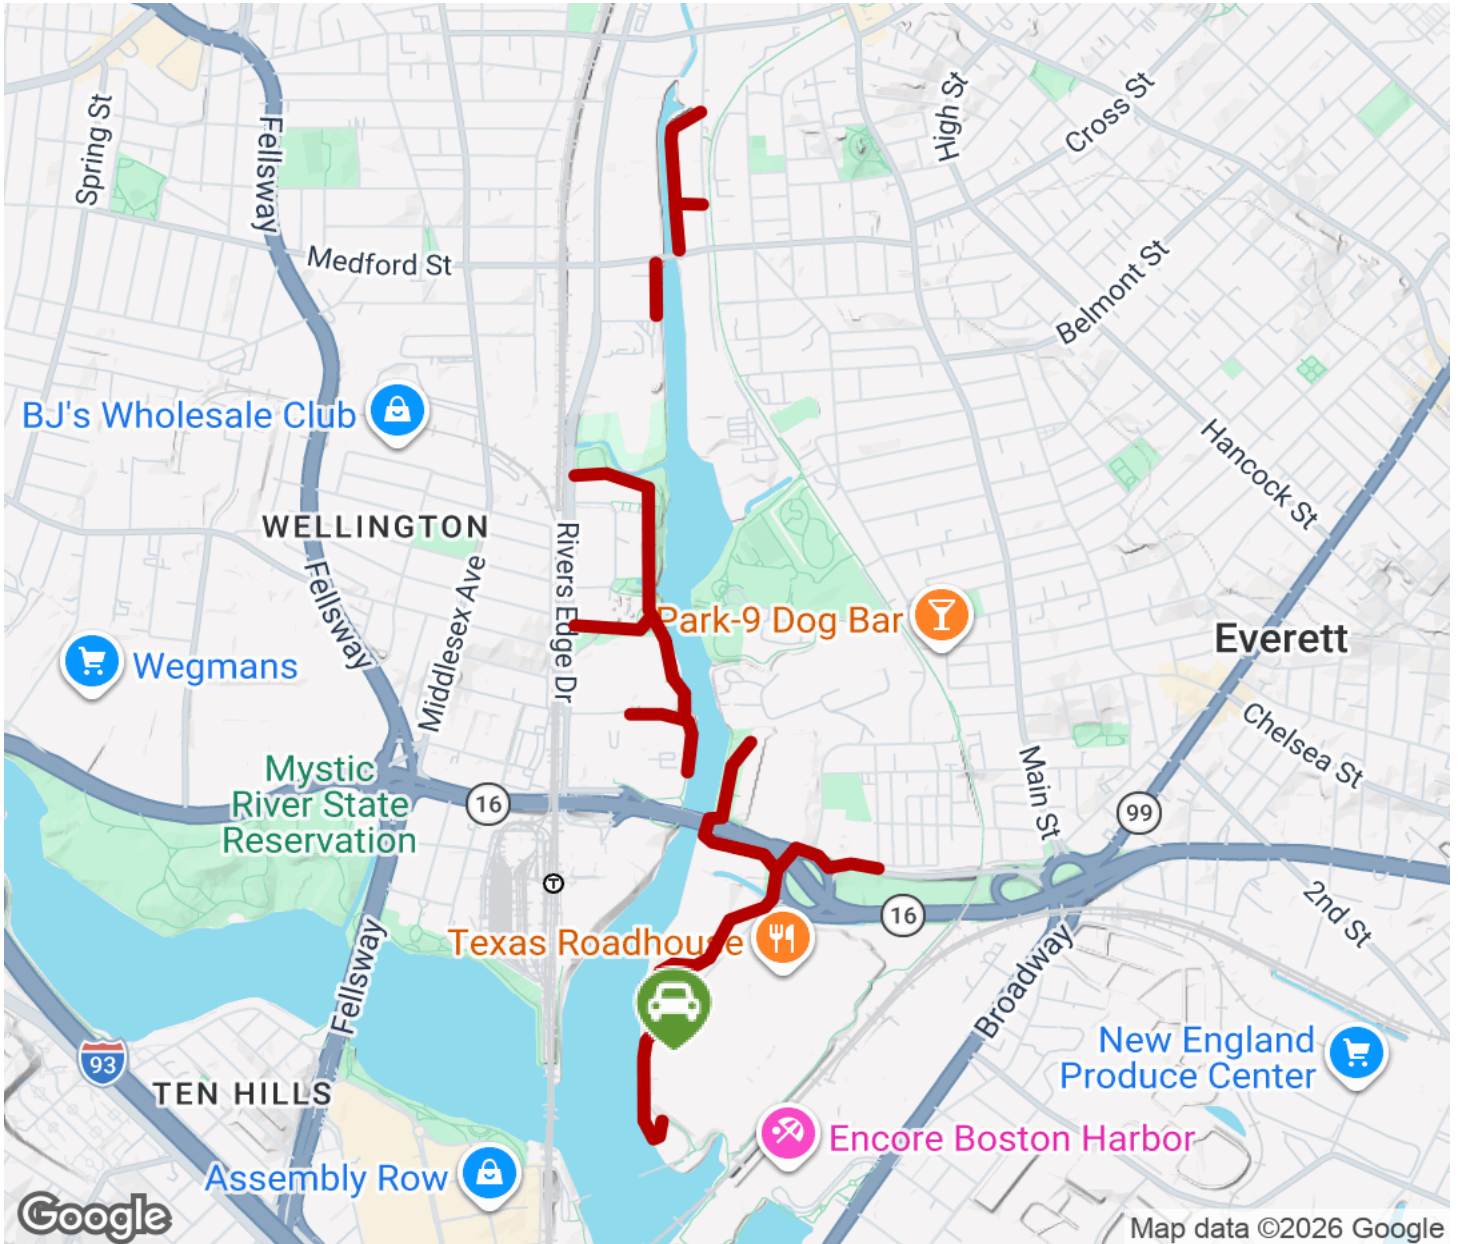 Spring St
Fellsway
High St
Cross St
Medford St
Belmont St
BJ's Wholesale Club
Hancock St
WELLINGTON
Rivers Edge Dr
Fellsway
Middlesex Ave
Park-9 Dog Bar
Everett
Wegmans
Chelsea St
Mystic
River State
Reservation
16
Main St
99
T
2nd St
16
Texas Roadhouse
Fellsway
Broadway
New England
Produce Center
93
TEN HILLS
Encore Boston Harbor
Assembly Row
Google
Map data ©2026 Google